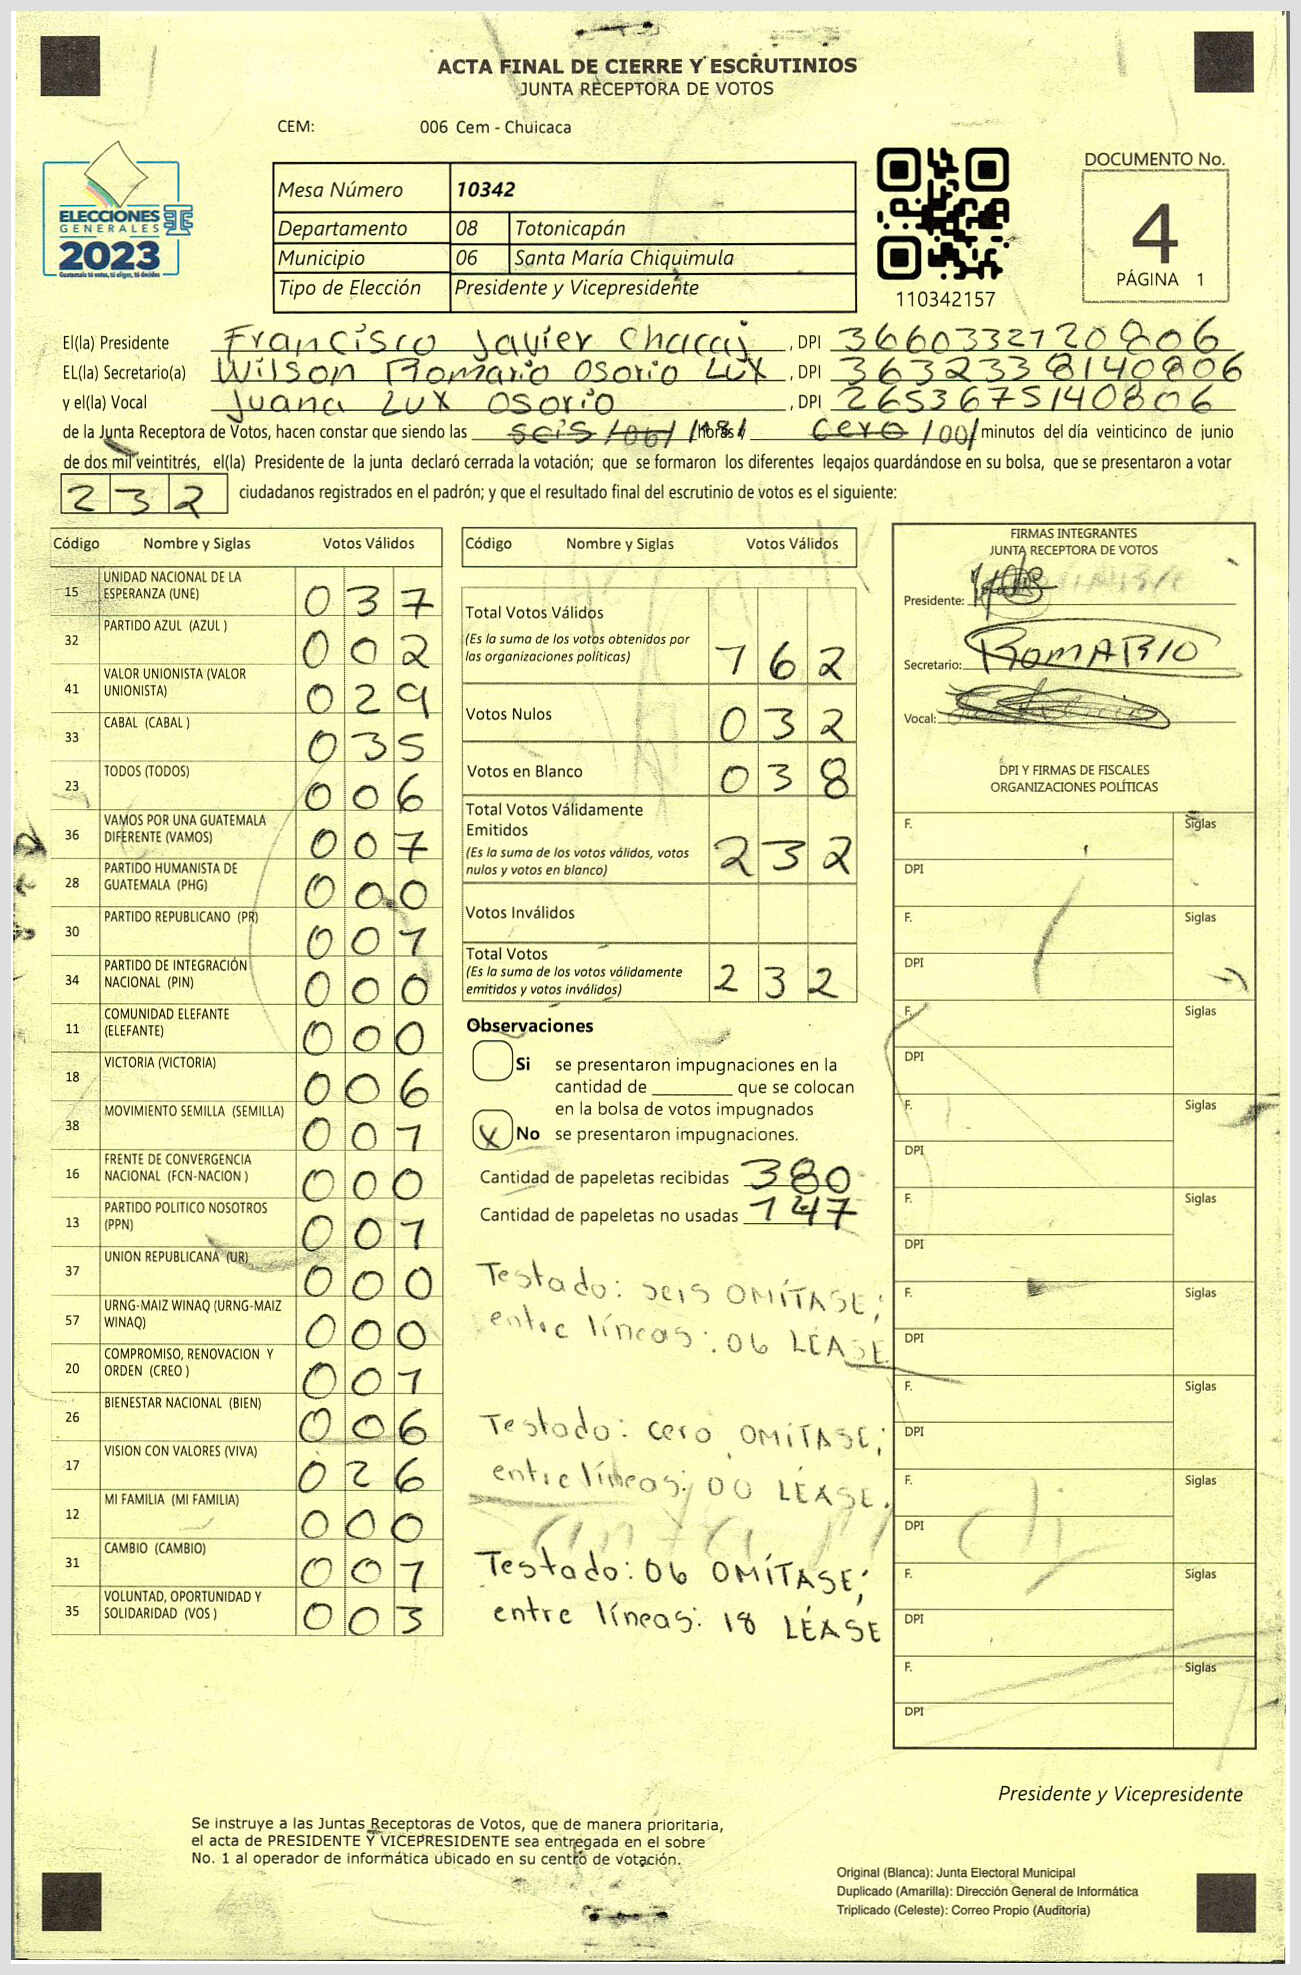 ACTA FINAL DE CIERRE Y ESCRUTINIOS
JUNTA RECEPTORA DE VOTOS
CEM: 006 Cem - Chuicaca
ELECCIONES
GENERALES
2023
Guatemala tú votas, tú eliges, tú decides
Mesa Número 10342
Departamento 08 Totonicapán
Municipio 06 Santa María Chiquimula
Tipo de Elección Presidente y Vicepresidente
110342157
DOCUMENTO No.
4
PÁGINA 1
El(la) Presidente Francisco Javier Chacaj, DPI 3660332720806
EL(la) Secretario(a) Wilson Romario Osorio Lux, DPI 3632338140806
y el(la) Vocal Juana Lux Osorio, DPI 2653675140806
de la Junta Receptora de Votos, hacen constar que siendo las seis /06/ /18/ horas cero /00/ minutos del día veinticinco de junio
de dos mil veintitrés, el(la) Presidente de la junta declaró cerrada la votación; que se formaron los diferentes legajos guardándose en su bolsa, que se presentaron a votar
232 ciudadanos registrados en el padrón; y que el resultado final del escrutinio de votos es el siguiente:
Código Nombre y Siglas Votos Válidos
15 UNIDAD NACIONAL DE LA ESPERANZA (UNE) 037
32 PARTIDO AZUL (AZUL ) 002
41 VALOR UNIONISTA (VALOR UNIONISTA) 029
33 CABAL (CABAL ) 035
23 TODOS (TODOS) 006
36 VAMOS POR UNA GUATEMALA DIFERENTE (VAMOS) 007
28 PARTIDO HUMANISTA DE GUATEMALA (PHG) 000
30 PARTIDO REPUBLICANO (PR) 001
34 PARTIDO DE INTEGRACIÓN NACIONAL (PIN) 000
11 COMUNIDAD ELEFANTE (ELEFANTE) 000
18 VICTORIA (VICTORIA) 006
38 MOVIMIENTO SEMILLA (SEMILLA) 001
16 FRENTE DE CONVERGENCIA NACIONAL (FCN-NACION ) 000
13 PARTIDO POLITICO NOSOTROS (PPN) 001
37 UNION REPUBLICANA (UR) 000
57 URNG-MAIZ WINAQ (URNG-MAIZ WINAQ) 000
20 COMPROMISO, RENOVACION Y ORDEN (CREO ) 001
26 BIENESTAR NACIONAL (BIEN) 006
17 VISION CON VALORES (VIVA) 026
12 MI FAMILIA (MI FAMILIA) 000
31 CAMBIO (CAMBIO) 001
35 VOLUNTAD, OPORTUNIDAD Y SOLIDARIDAD (VOS ) 003
Código Nombre y Siglas Votos Válidos
Total Votos Válidos
(Es la suma de los votos obtenidos por
las organizaciones políticas) 162
Votos Nulos 032
Votos en Blanco 038
Total Votos Válidamente
Emitidos
(Es la suma de los votos válidos, votos
nulos y votos en blanco) 232
Votos Inválidos
Total Votos
(Es la suma de los votos válidamente
emitidos y votos inválidos) 232
Observaciones
Si se presentaron impugnaciones en la
cantidad de ________ que se colocan
en la bolsa de votos impugnados
X No se presentaron impugnaciones.
Cantidad de papeletas recibidas 380
Cantidad de papeletas no usadas 147
Testado: seis OMÍTASE;
entre líneas: 06 LÉASE
Testado: cero OMÍTASE;
entre líneas: 00 LÉASE.
Testado: 06 OMÍTASE;
entre líneas: 18 LÉASE
FIRMAS INTEGRANTES
JUNTA RECEPTORA DE VOTOS
Presidente:
Secretario: ROMARIO
Vocal:
DPI Y FIRMAS DE FISCALES
ORGANIZACIONES POLÍTICAS
F. Siglas
DPI
F. Siglas
DPI
F. Siglas
DPI
F. Siglas
DPI
F. Siglas
DPI
F. Siglas
DPI
F. Siglas
DPI
F. Siglas
DPI
F. Siglas
DPI
F. Siglas
DPI
Presidente y Vicepresidente
Se instruye a las Juntas Receptoras de Votos, que de manera prioritaria,
el acta de PRESIDENTE Y VICEPRESIDENTE sea entregada en el sobre
No. 1 al operador de informática ubicado en su centro de votación.
Original (Blanca): Junta Electoral Municipal
Duplicado (Amarilla): Dirección General de Informática
Triplicado (Celeste): Correo Propio (Auditoría)